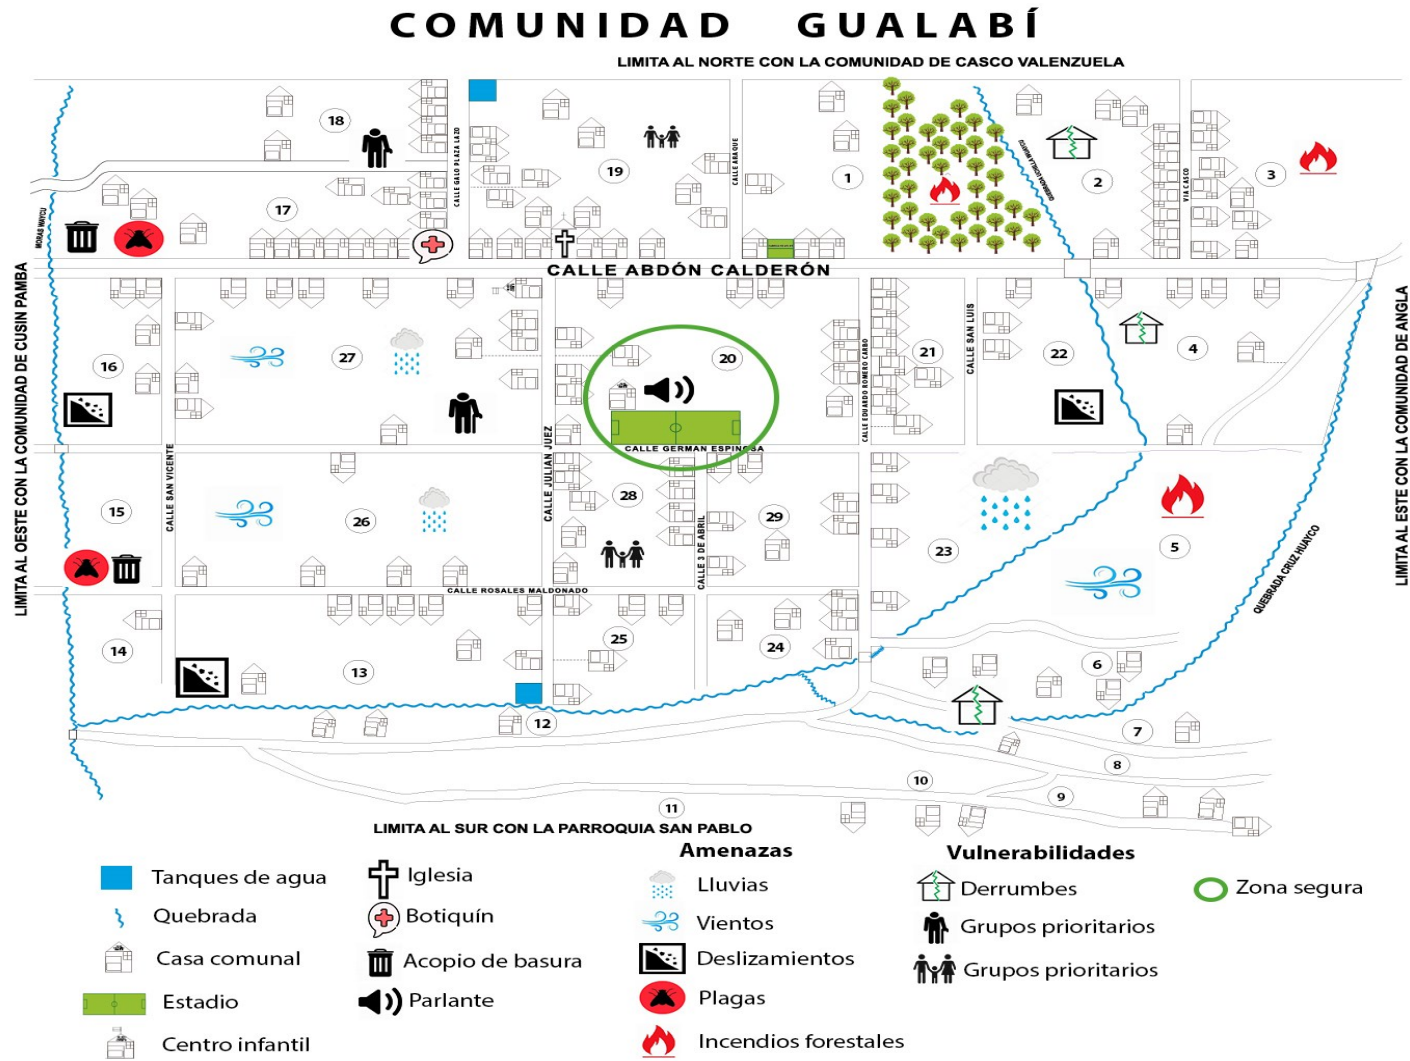 COMUNIDAD GUALABÍ
LIMITA AL NORTE CON LA COMUNIDAD DE CASCO VALENZUELA
18
19
1
2
3
17
CALLE GALO PLAZA LAZO
CALLE ARAQUE
VIA CASCO
LIMITA AL OESTE CON LA COMUNIDAD DE CUSIN PAMBA
CALLE ABDÓN CALDERÓN
LIMITA AL ESTE CON LA COMUNIDAD DE ANGLA
16
27
20
21
22
4
CALLE EDUARDO ROMERO CARBO
CALLE SAN LUIS
CALLE GERMAN ESPINOSA
CALLE SAN VICENTE
CALLE JULIAN JUEZ
15
26
28
29
23
5
CALLE 3 DE ABRIL
QUEBRADA CRUZ HUAYCO
CALLE ROSALES MALDONADO
14
13
25
24
6
12
7
8
10
9
11
LIMITA AL SUR CON LA PARROQUIA SAN PABLO
Tanques de agua
Quebrada
Casa comunal
Estadio
Centro infantil
Iglesia
Botiquín
Acopio de basura
Parlante
Amenazas
Lluvias
Vientos
Deslizamientos
Plagas
Incendios forestales
Vulnerabilidades
Derrumbes
Grupos prioritarios
Grupos prioritarios
Zona segura